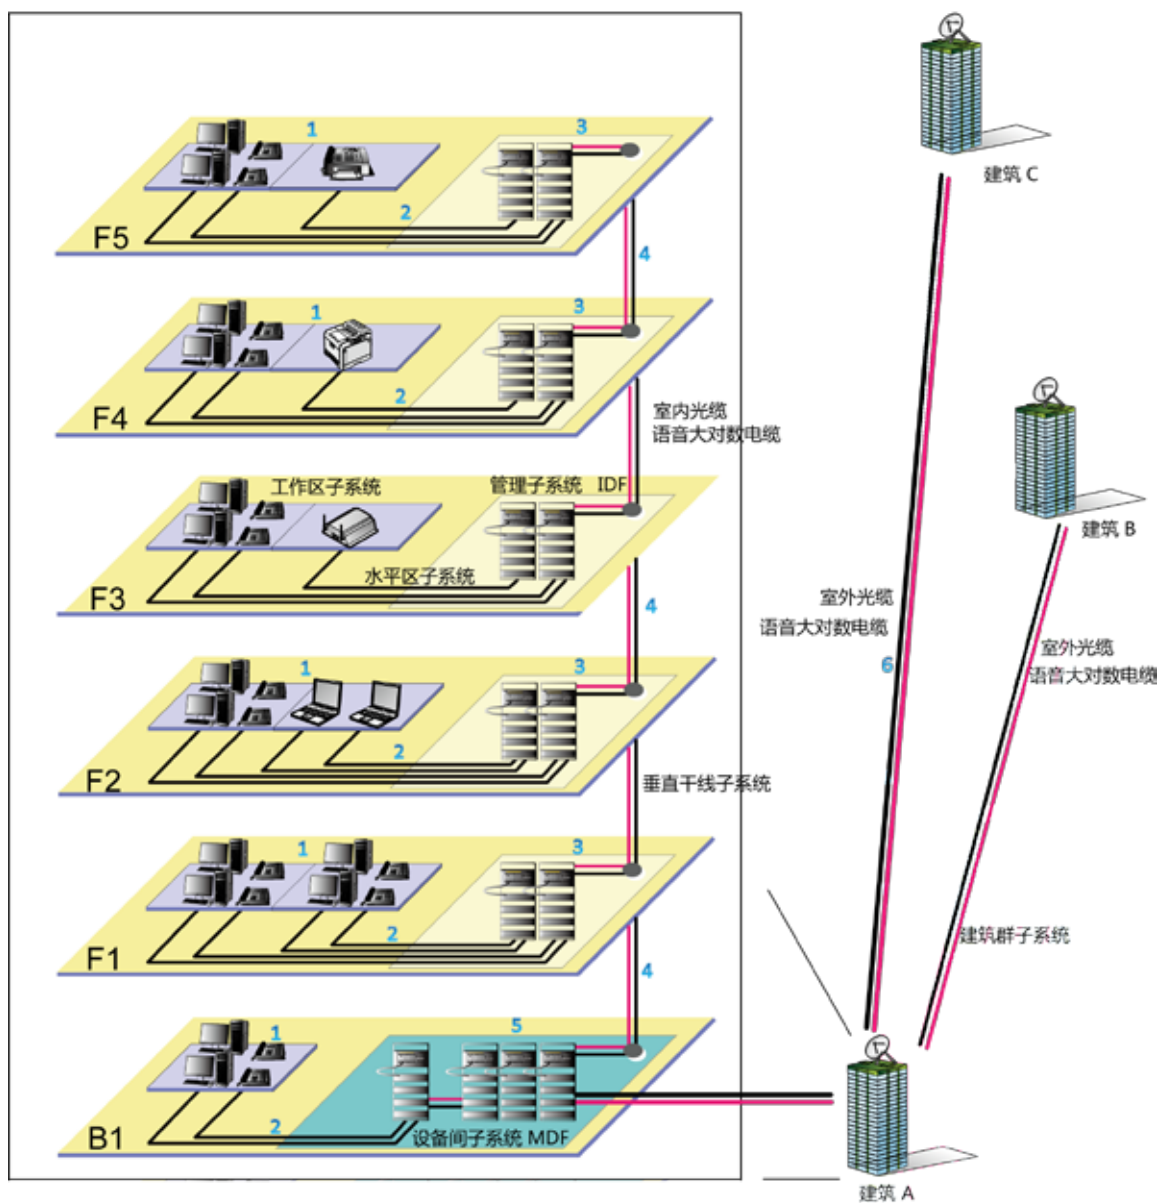 建筑 C
1
3
2
F5
4
1
3
2
F4
室内光缆
语音大对数电缆
建筑 B
工作区子系统
管理子系统 IDF
水平区子系统
F3
4
室外光缆
语音大对数电缆
6
室外光缆
语音大对数电缆
1
3
2
F2
垂直干线子系统
1
3
2
F1
4
建筑群子系统
1
5
2
B1
设备间子系统 MDF
建筑 A